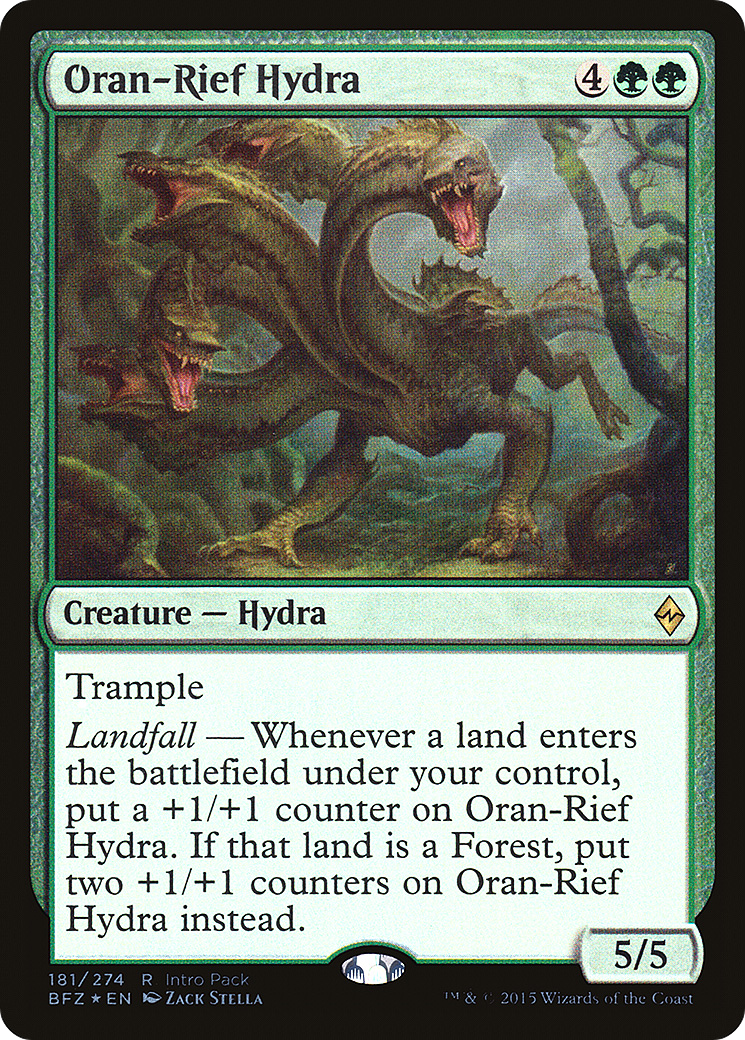 Oran-Rief Hydra 4
Creature — Hydra
Trample
Landfall — Whenever a land enters
the battlefield under your control,
put a +1/+1 counter on Oran-Rief
Hydra. If that land is a Forest, put
two +1/+1 counters on Oran-Rief
Hydra instead.
5/5
181/274 R Intro Pack
BFZ ★ EN Zack Stella
™ & © 2015 Wizards of the Coast